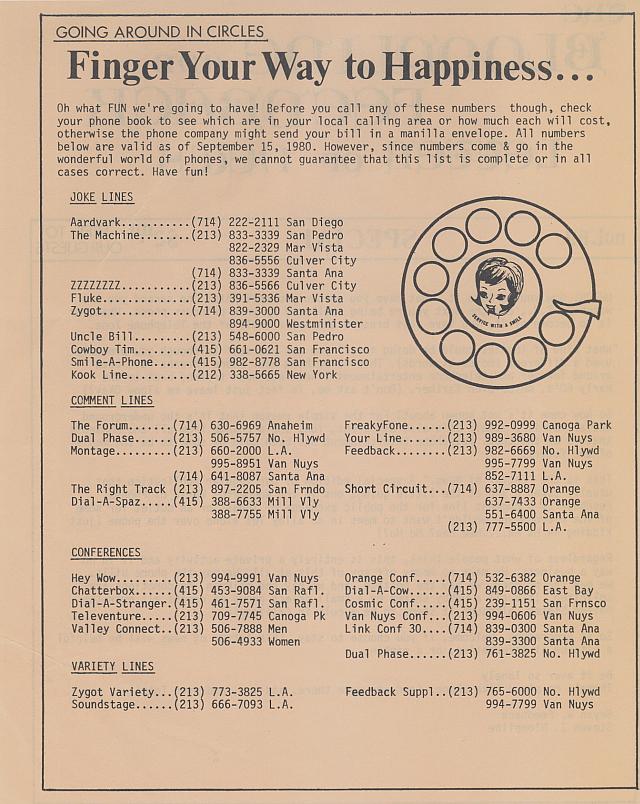 GOING AROUND IN CIRCLES
Finger Your Way to Happiness...
Oh what FUN we're going to have! Before you call any of these numbers though, check
your phone book to see which are in your local calling area or how much each will cost,
otherwise the phone company might send your bill in a manilla envelope. All numbers
below are valid as of September 15, 1980. However, since numbers come & go in the
wonderful world of phones, we cannot guarantee that this list is complete or in all
cases correct. Have fun!
JOKE LINES
Aardvark..........(714) 222-2111 San Diego
The Machine.......(213) 833-3339 San Pedro
822-2329 Mar Vista
836-5556 Culver City
(714) 833-3339 Santa Ana
ZZZZZZZZ..........(213) 836-5566 Culver City
Fluke.............(213) 391-5336 Mar Vista
Zygot.............(714) 839-3000 Santa Ana
894-9000 Westminister
Uncle Bill........(213) 548-6000 San Pedro
Cowboy Tim........(415) 661-0621 San Francisco
Smile-A-Phone.....(415) 982-8778 San Francisco
Kook Line.........(212) 338-5665 New York
SERVICE WITH A SMILE
COMMENT LINES
The Forum.......(714) 630-6969 Anaheim
Dual Phase......(213) 506-5757 No. Hlywd
Montage.........(213) 660-2000 L.A.
995-8951 Van Nuys
(714) 641-8087 Santa Ana
The Right Track (213) 897-2205 San Frndo
Dial-A-Spaz.....(415) 388-6633 Mill Vly
388-7755 Mill Vly
FreakyFone......(213) 992-0999 Canoga Park
Your Line.......(213) 989-3680 Van Nuys
Feedback........(213) 982-6669 No. Hlywd
995-7799 Van Nuys
852-7111 L.A.
Short Circuit...(714) 637-8887 Orange
637-7433 Orange
551-6400 Santa Ana
(213) 777-5500 L.A.
CONFERENCES
Hey Wow.........(213) 994-9991 Van Nuys
Chatterbox......(415) 453-9084 San Rafl.
Dial-A-Stranger.(415) 461-7571 San Rafl.
Televenture.....(213) 709-7745 Canoga Pk
Valley Connect..(213) 506-7888 Men
506-4933 Women
Orange Conf.....(714) 532-6382 Orange
Dial-A-Cow......(415) 849-0866 East Bay
Cosmic Conf.....(415) 239-1151 San Frnsco
Van Nuys Conf...(213) 994-0606 Van Nuys
Link Conf 30....(714) 839-0300 Santa Ana
839-3300 Santa Ana
Dual Phase......(213) 761-3825 No. Hlywd
VARIETY LINES
Zygot Variety...(213) 773-3825 L.A.
Soundstage......(213) 666-7093 L.A.
Feedback Suppl..(213) 765-6000 No. Hlywd
994-7799 Van Nuys